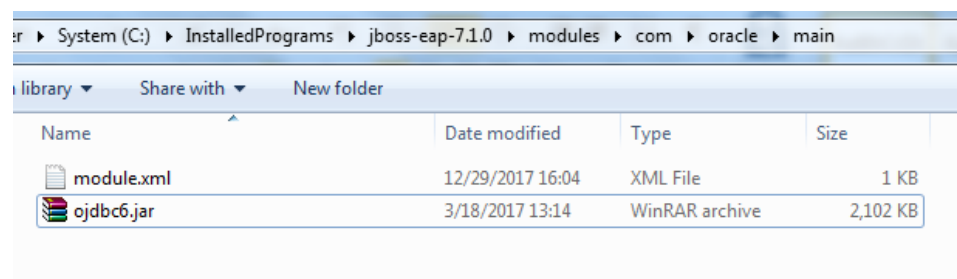 er ▸ System (C:) ▸ InstalledPrograms ▸ jboss-eap-7.1.0 ▸ modules ▸ com ▸ oracle ▸ main
library ▾ Share with ▾ New folder
Name Date modified Type Size
module.xml 12/29/2017 16:04 XML File 1 KB
ojdbc6.jar 3/18/2017 13:14 WinRAR archive 2,102 KB